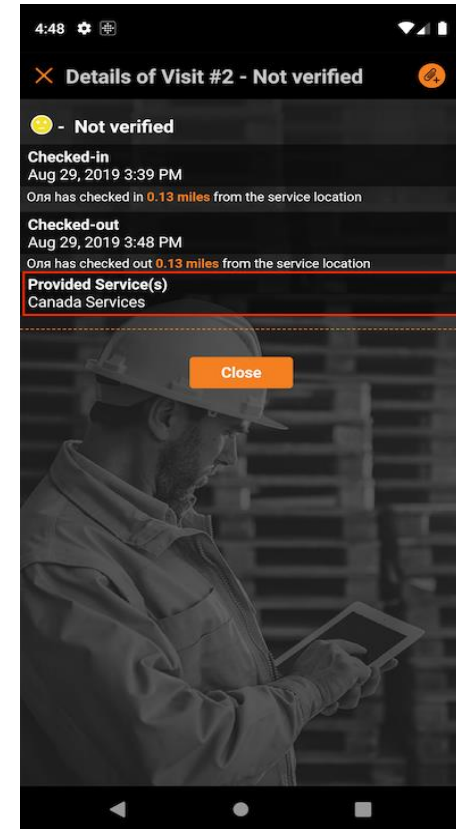 4:48
Details of Visit #2 - Not verified
- Not verified
Checked-in
Aug 29, 2019 3:39 PM
Оля has checked in 0.13 miles from the service location
Checked-out
Aug 29, 2019 3:48 PM
Оля has checked out 0.13 miles from the service location
Provided Service(s)
Canada Services
Close